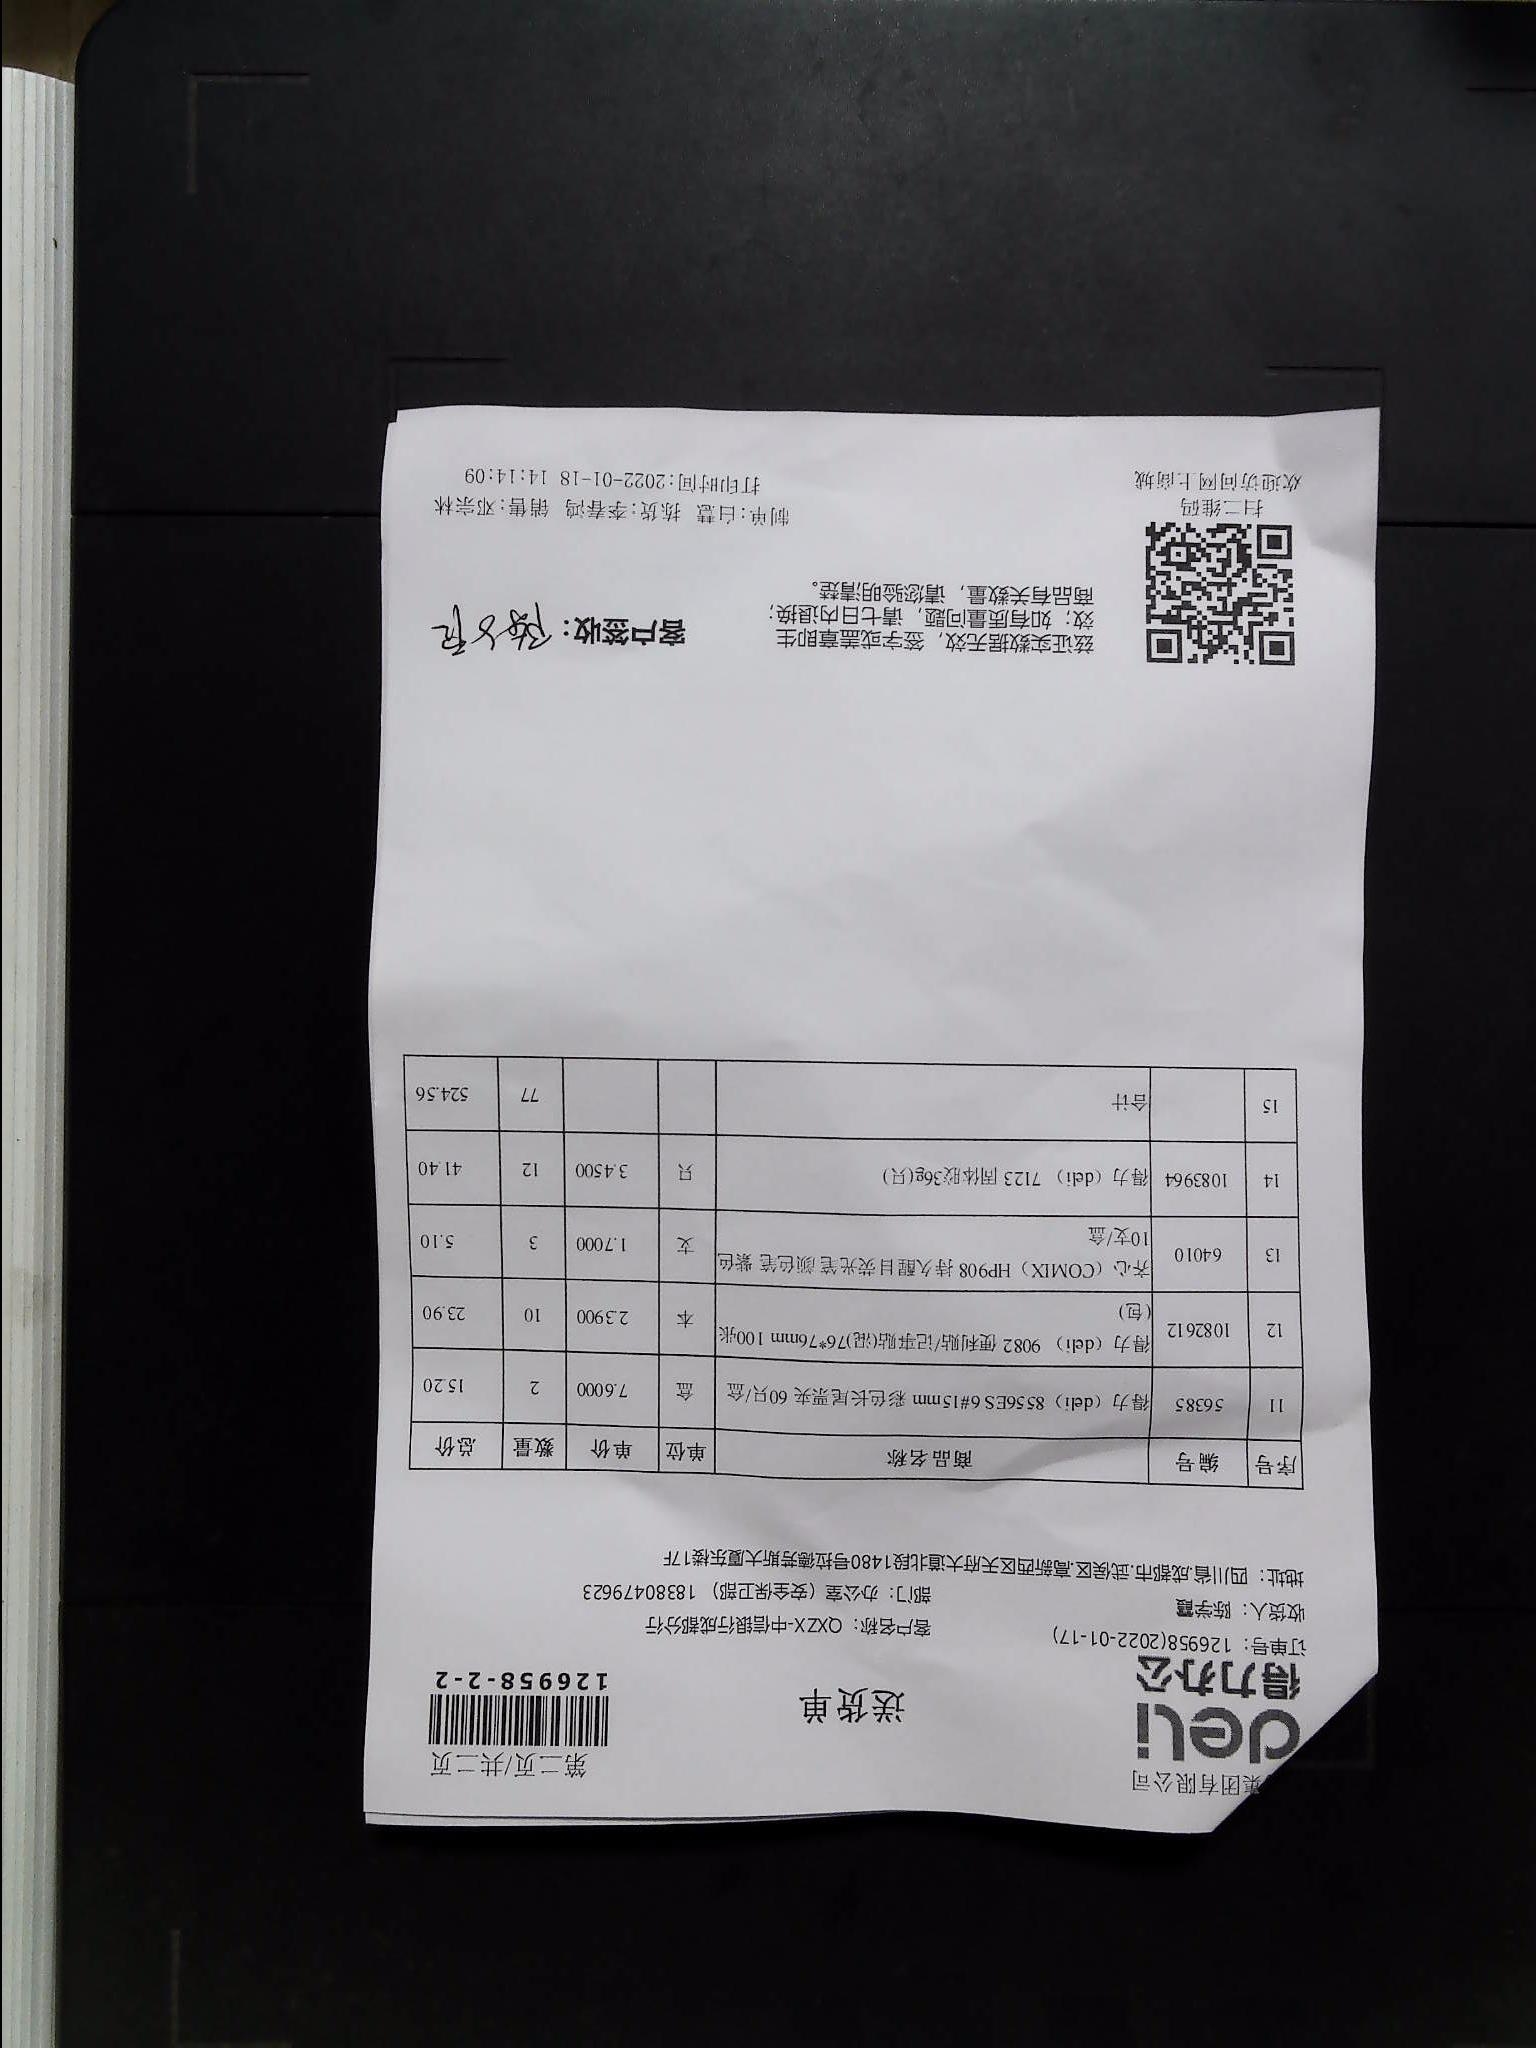 集团有限公司
第二页/共二页
deli
得力办公
送货单
126958-2-2
订单号：126958(2022-01-17)
客户名称：QXZX-中信银行成都分行
收货人：陈学霞
部门：办公室（安全保卫部） 18380479623
地址：四川省.成都市.武侯区.高新西区天府大道北段1480号拉德芳斯大厦东楼17F
序号 编号 商品名称 单位 单价 数量 总价
11 56385 得力（deli） 8556ES 6#15mm 彩色长尾票夹 60只/盒 盒 7.6000 2 15.20
12 1082612 得力（deli） 9082 便利贴/记事贴(混)76*76mm 100张 本 2.3900 10 23.90
(包)
13 64010 齐心（COMIX）HP908 持久醒目荧光笔 颜色笔 紫色 支 1.7000 3 5.10
10支/盒
14 1083964 得力（deli） 7123 固体胶36g(只) 只 3.4500 12 41.40
15 合计 77 524.56
兹证实数据无效，签字或盖章即生
效；如有质量问题，请七日内退换；
商品有关数量，请您验明清楚。
客户签收：
扫二维码
欢迎访问网上商城
制单:白慧 拣货:李春鸿 销售:邓宗林
打印时间:2022-01-18 14:14:09